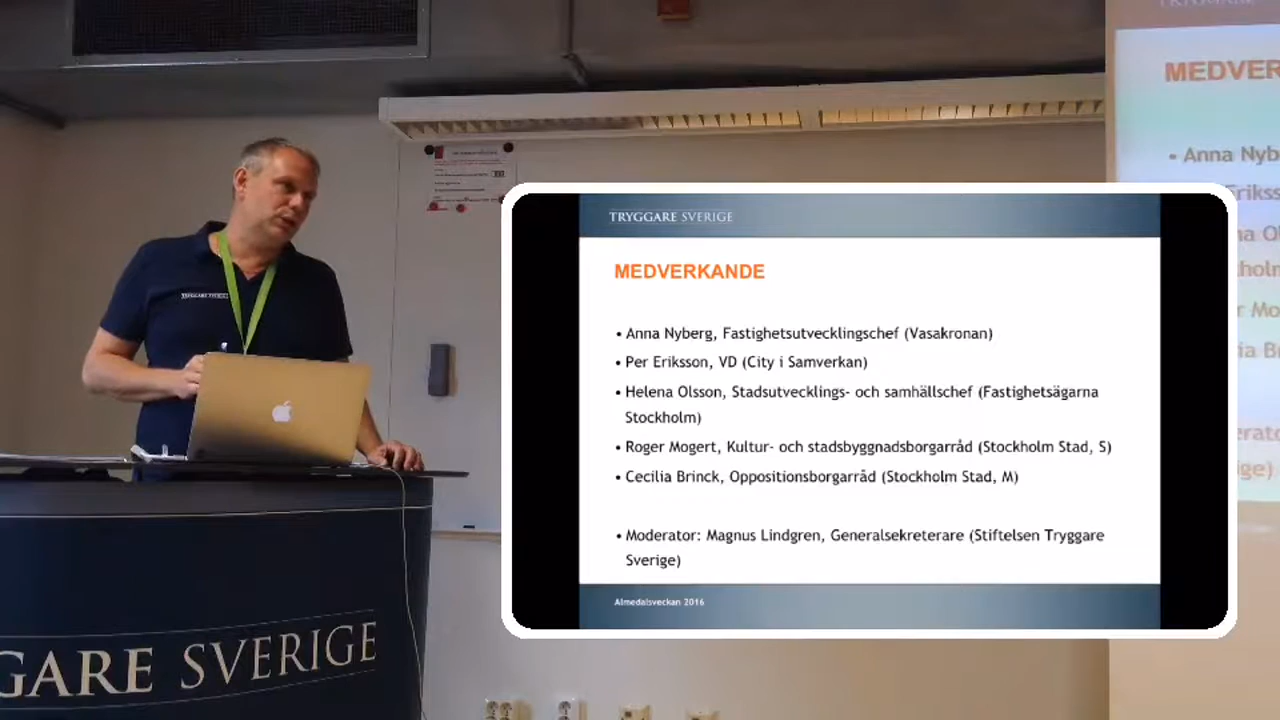 TRYGGARE SVERIGE
MEDVERKANDE
• Anna Nyberg, Fastighetsutvecklingschef (Vasakronan)
• Per Eriksson, VD (City i Samverkan)
• Helena Olsson, Stadsutvecklings- och samhällschef (Fastighetsägarna
Stockholm)
• Roger Mogert, Kultur- och stadsbyggnadsborgarråd (Stockholm Stad, S)
• Cecilia Brinck, Oppositionsborgarråd (Stockholm Stad, M)
• Moderator: Magnus Lindgren, Generalsekreterare (Stiftelsen Tryggare
Sverige)
Almedalsveckan 2016
MEDVER
• Anna Nyb
GGARE SVERIGE